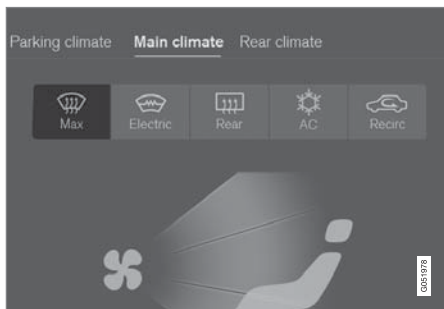 Parking climate Main climate Rear climate
Max Electric Rear AC Recirc
G051978